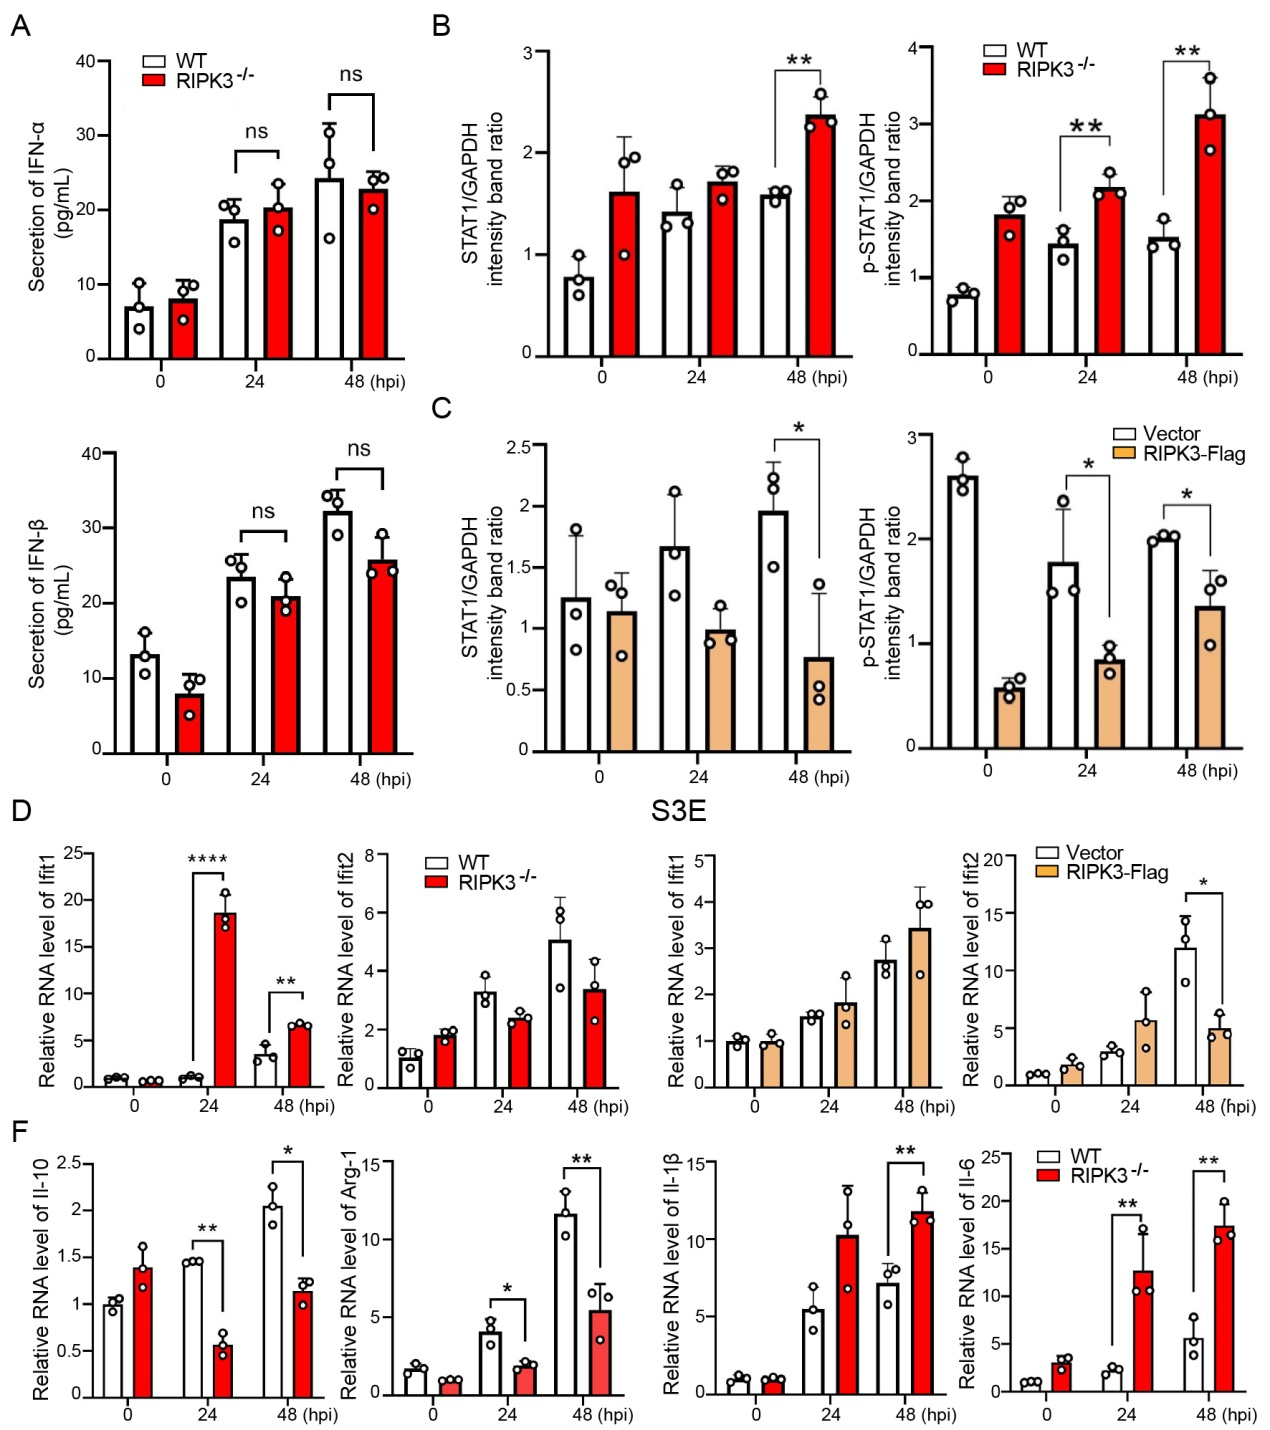 A
WT
RIPK3 -/-
Secretion of IFN-α
(pg/mL)
40
30
20
10
0
ns
ns
0 24 48 (hpi)
Secretion of IFN-β
(pg/mL)
40
30
20
10
0
ns
ns
0 24 48 (hpi)
B
STAT1/GAPDH
intensity band ratio
3
2
1
0
**
0 24 48 (hpi)
WT
RIPK3 -/-
p-STAT1/GAPDH
intensity band ratio
4
3
2
1
0
**
**
0 24 48 (hpi)
C
STAT1/GAPDH
intensity band ratio
2.5
2
1.5
1
0.5
0
*
0 24 48 (hpi)
Vector
RIPK3-Flag
p-STAT1/GAPDH
intensity band ratio
3
2
1
0
*
*
0 24 48 (hpi)
D
Relative RNA level of Ifit1
25
20
15
10
5
0
****
**
0 24 48 (hpi)
WT
RIPK3 -/-
Relative RNA level of Ifit2
8
6
4
2
0
0 24 48 (hpi)
S3E
Relative RNA level of Ifit1
5
4
3
2
1
0
0 24 48 (hpi)
Vector
RIPK3-Flag
Relative RNA level of Ifit2
20
15
10
5
0
*
0 24 48 (hpi)
F
Relative RNA level of Il-10
2.5
2
1.5
1
0.5
0
**
*
0 24 48 (hpi)
Relative RNA level of Arg-1
15
10
5
0
*
**
0 24 48 (hpi)
Relative RNA level of Il-1β
15
10
5
0
**
0 24 48 (hpi)
WT
RIPK3 -/-
Relative RNA level of Il-6
25
20
15
10
5
0
**
**
0 24 48 (hpi)